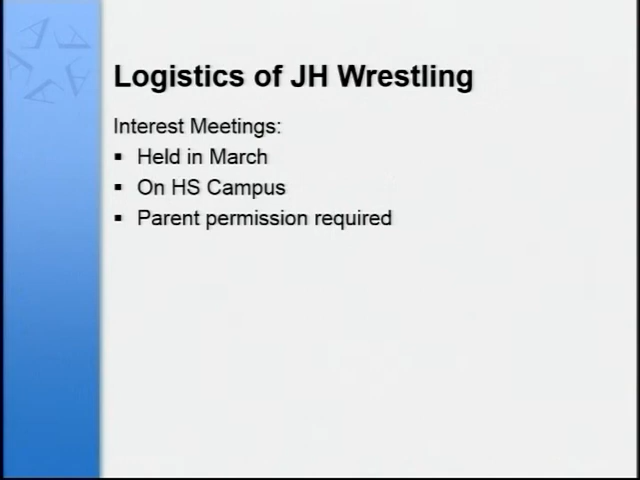 Logistics of JH Wrestling
Interest Meetings:
▪ Held in March
▪ On HS Campus
▪ Parent permission required